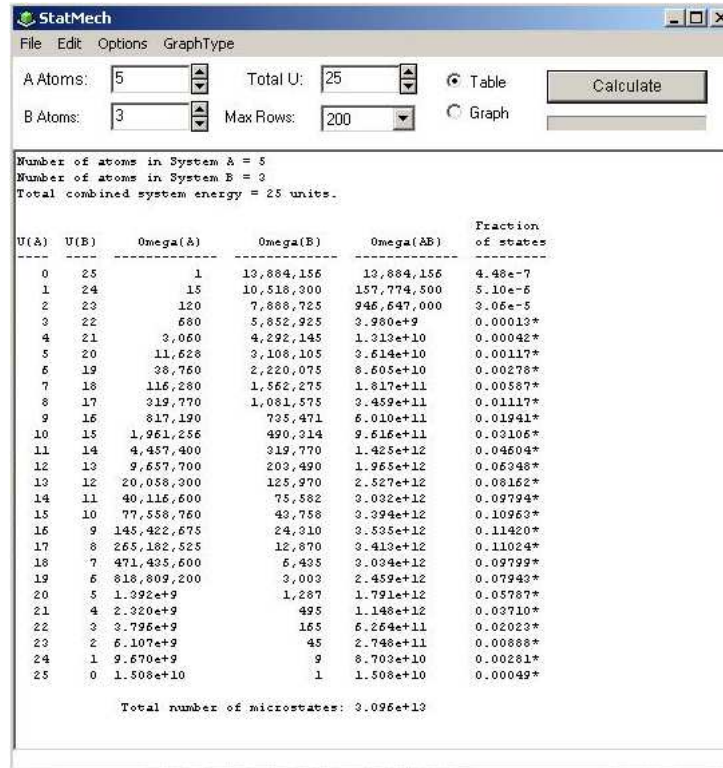 StatMech
File Edit Options GraphType
A Atoms: 5 Total U: 25 Table Calculate
B Atoms: 3 Max Rows: 200 Graph
Number of atoms in System A = 5
Number of atoms in System B = 3
Total combined system energy = 25 units.
Fraction
U(A) U(B) Omega(A) Omega(B) Omega(AB) of states
---- ---- ------------- ------------- ------------- ----------
0 25 1 13,884,156 13,884,156 4.48e-7
1 24 15 10,518,300 157,774,500 5.10e-6
2 23 120 7,888,725 946,647,000 3.06e-5
3 22 680 5,852,925 3.980e+9 0.00013*
4 21 3,060 4,292,145 1.313e+10 0.00042*
5 20 11,628 3,108,105 3.614e+10 0.00117*
6 19 38,760 2,220,075 8.605e+10 0.00278*
7 18 116,280 1,562,275 1.817e+11 0.00587*
8 17 319,770 1,081,575 3.459e+11 0.01117*
9 16 817,190 735,471 6.010e+11 0.01941*
10 15 1,961,256 490,314 9.616e+11 0.03106*
11 14 4,457,400 319,770 1.425e+12 0.04604*
12 13 9,657,700 203,490 1.965e+12 0.06348*
13 12 20,058,300 125,970 2.527e+12 0.08162*
14 11 40,116,600 75,582 3.032e+12 0.09794*
15 10 77,558,760 43,758 3.394e+12 0.10963*
16 9 145,422,675 24,310 3.535e+12 0.11420*
17 8 265,182,525 12,870 3.413e+12 0.11024*
18 7 471,435,600 6,435 3.034e+12 0.09799*
19 6 818,809,200 3,003 2.459e+12 0.07943*
20 5 1.392e+9 1,287 1.791e+12 0.05787*
21 4 2.320e+9 495 1.148e+12 0.03710*
22 3 3.796e+9 165 6.264e+11 0.02023*
23 2 6.107e+9 45 2.748e+11 0.00888*
24 1 9.670e+9 9 8.703e+10 0.00281*
25 0 1.508e+10 1 1.508e+10 0.00049*
Total number of microstates: 3.096e+13